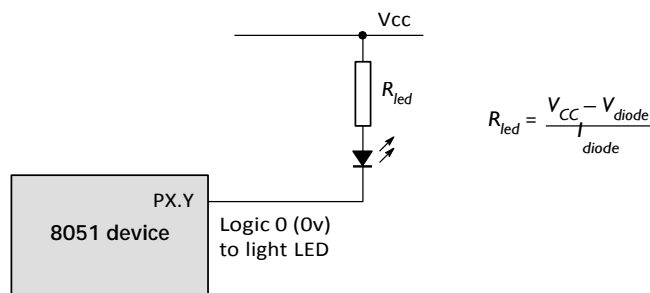 Vcc
R_led
R_led = (V_CC − V_diode) / I_diode
PX.Y
8051 device
Logic 0 (0v)
to light LED